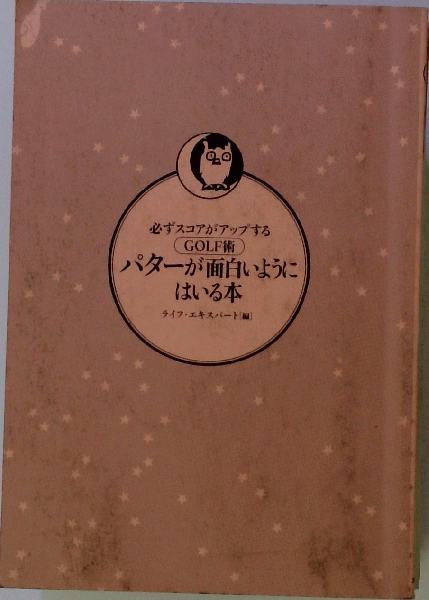 必ずスコアがアップする
GOLF術
パターが面白いように
はいる本
ライフ・エキスパート[編]